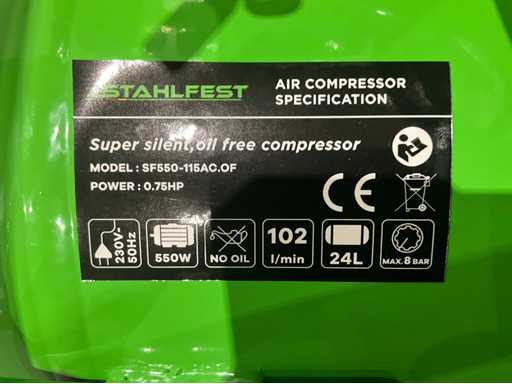 STAHLFEST
AIR COMPRESSOR
SPECIFICATION
Super silent,oil free compressor
MODEL : SF550-115AC.OF
POWER : 0.75HP
CE
230V~
50Hz
550W
NO OIL
102
l/min
24L
MAX. 8 BAR